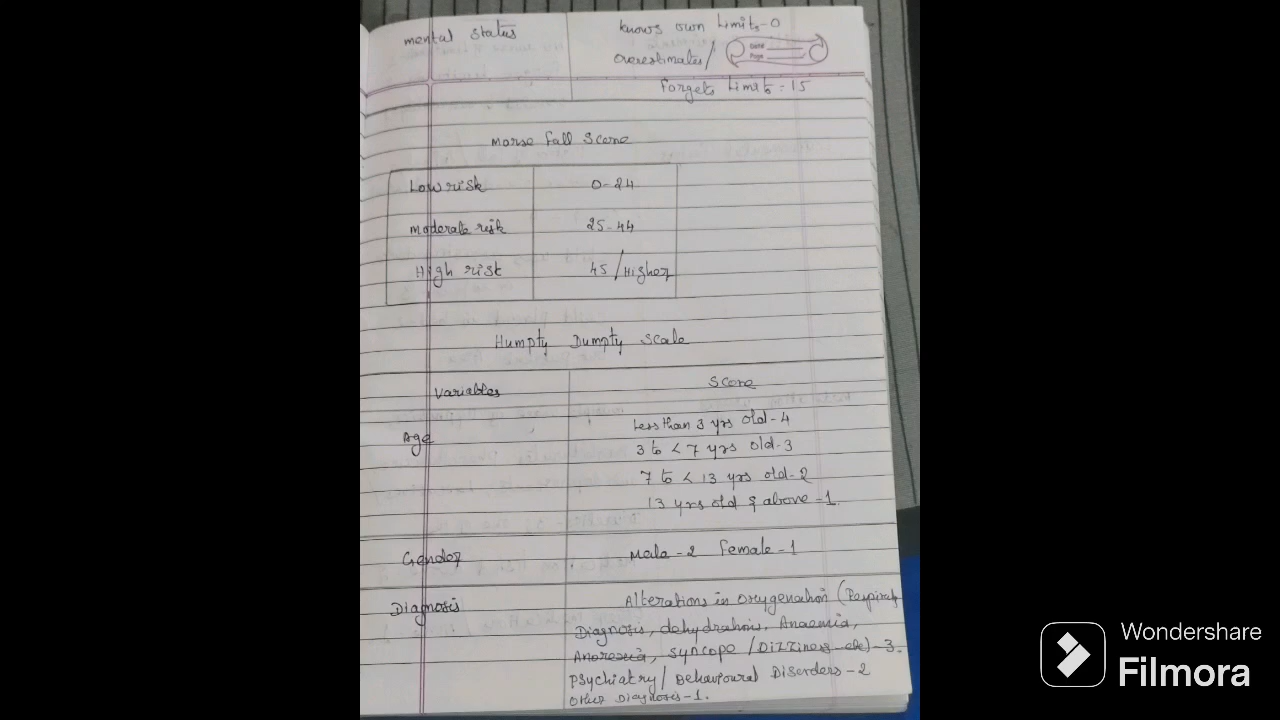 mental status
knows own Limits-0
overestimates/
Date
Page
Forgets Limits = 15
Morse Fall Score
Low risk 0-24
Moderate risk 25-44
High risk 45/Higher
Humpty Dumpty Scale
Variables Score
Age
Less than 3 yrs old-4
3 to < 7 yrs old-3
7 to < 13 yrs old-2
13 yrs old & above-1
Gender Male-2 Female-1
Diagnosis
Alterations in oxygenation (Respirat
Diagnosis, dehydration, Anaemia,
Anorexia, syncope / Dizziness etc)-3.
Psychiatry/ Behavioural Disorders-2
Other Diagnosis-1.
Wondershare
Filmora